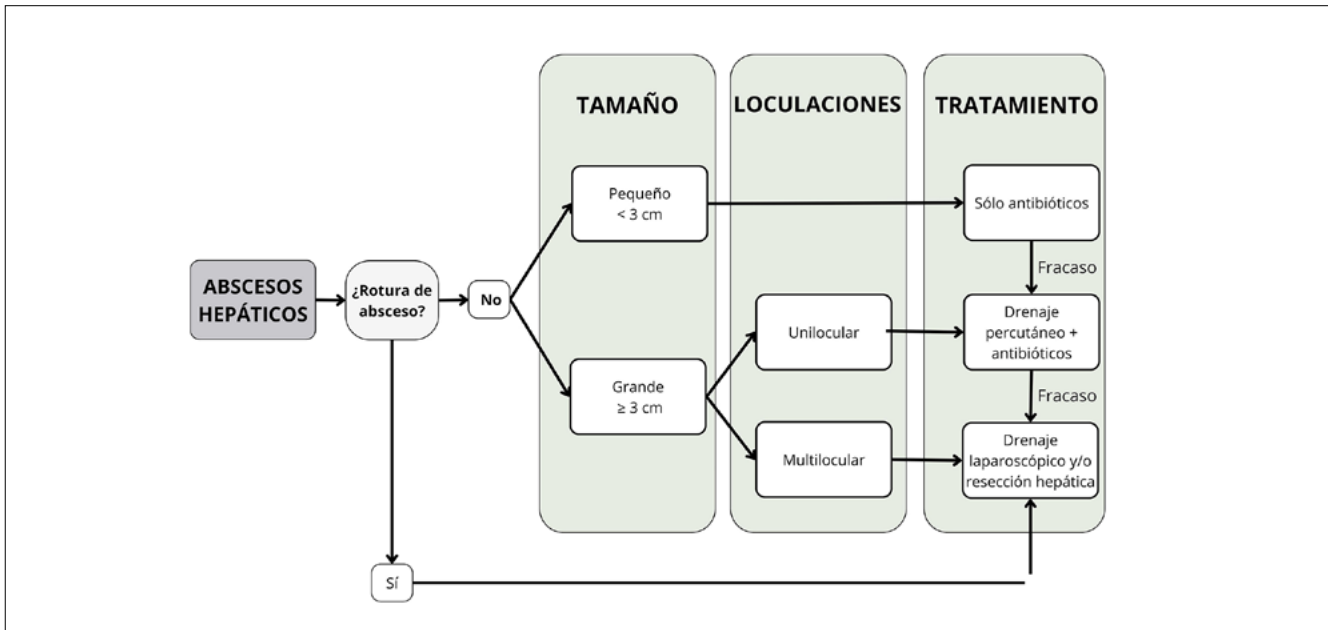 TAMAÑO
LOCULACIONES
TRATAMIENTO
Pequeño
< 3 cm
Sólo antibióticos
Fracaso
ABSCESOS
HEPÁTICOS
¿Rotura de
absceso?
No
Unilocular
Drenaje
percutáneo +
antibióticos
Grande
≥ 3 cm
Fracaso
Multilocular
Drenaje
laparoscópico y/o
resección hepática
Sí